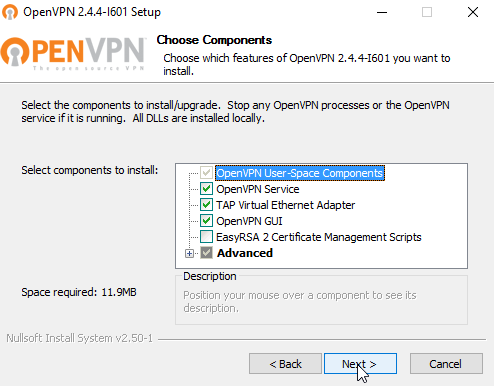 OpenVPN 2.4.4-I601 Setup
OPENVPN™
The open source VPN
Choose Components
Choose which features of OpenVPN 2.4.4-I601 you want to
install.
Select the components to install/upgrade. Stop any OpenVPN processes or the OpenVPN
service if it is running. All DLLs are installed locally.
Select components to install:
OpenVPN User-Space Components
OpenVPN Service
TAP Virtual Ethernet Adapter
OpenVPN GUI
EasyRSA 2 Certificate Management Scripts
Advanced
Space required: 11.9MB
Description
Position your mouse over a component to see its
description.
Nullsoft Install System v2.50-1
< Back
Next >
Cancel